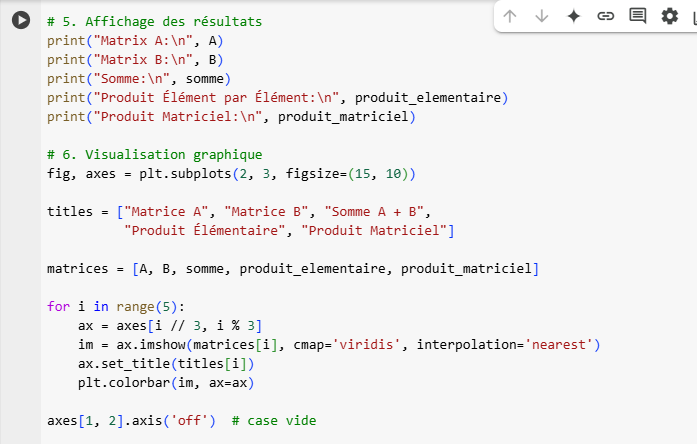 # 5. Affichage des résultats
print("Matrix A:\n", A)
print("Matrix B:\n", B)
print("Somme:\n", somme)
print("Produit Élément par Élément:\n", produit_elementaire)
print("Produit Matriciel:\n", produit_matriciel)
# 6. Visualisation graphique
fig, axes = plt.subplots(2, 3, figsize=(15, 10))
titles = ["Matrice A", "Matrice B", "Somme A + B",
"Produit Élémentaire", "Produit Matriciel"]
matrices = [A, B, somme, produit_elementaire, produit_matriciel]
for i in range(5):
    ax = axes[i // 3, i % 3]
    im = ax.imshow(matrices[i], cmap='viridis', interpolation='nearest')
    ax.set_title(titles[i])
    plt.colorbar(im, ax=ax)
axes[1, 2].axis('off')  # case vide